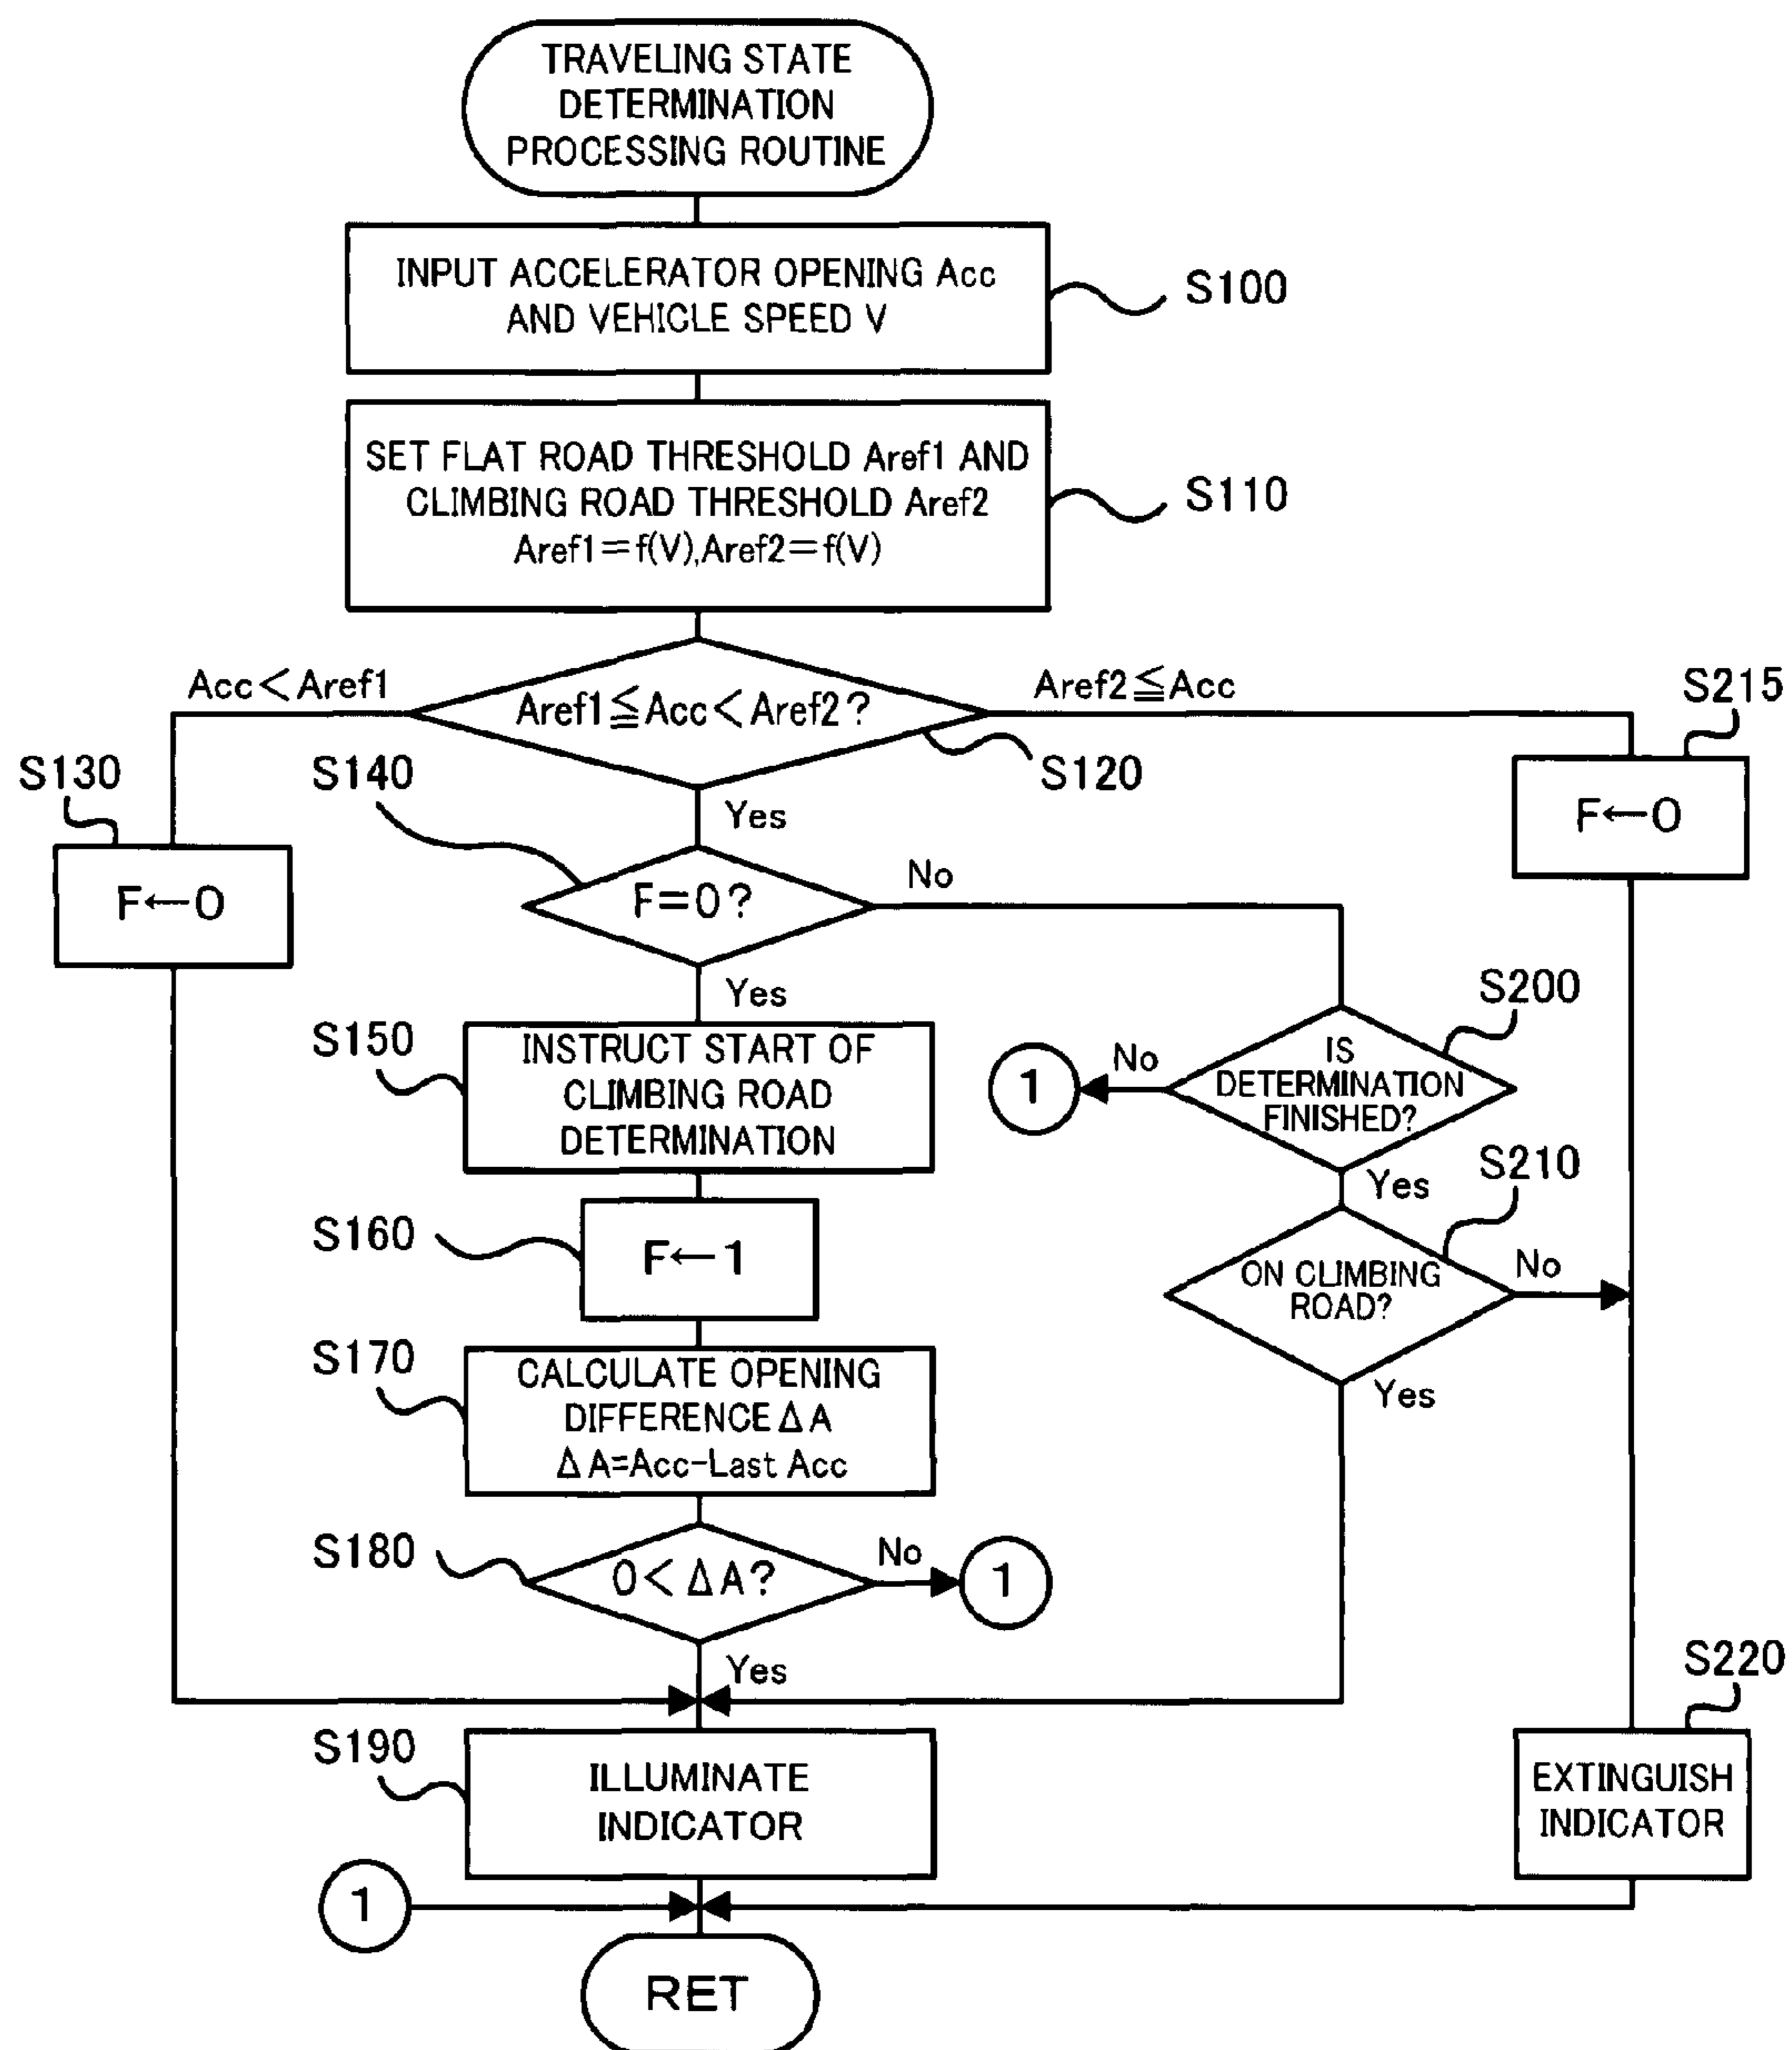 TRAVELING STATE
DETERMINATION
PROCESSING ROUTINE
INPUT ACCELERATOR OPENING Acc
AND VEHICLE SPEED V
S100
SET FLAT ROAD THRESHOLD Aref1 AND
CLIMBING ROAD THRESHOLD Aref2
Aref1=f(V),Aref2=f(V)
S110
Acc<Aref1
Aref1≦Acc<Aref2?
Aref2≦Acc
S215
S130
S140
S120
Yes
F←0
F←0
F=0?
No
Yes
S200
S150
INSTRUCT START OF
CLIMBING ROAD
DETERMINATION
1
No
IS
DETERMINATION
FINISHED?
Yes
S210
S160
F←1
ON CLIMBING
ROAD?
No
Yes
S170
CALCULATE OPENING
DIFFERENCE ΔA
ΔA=Acc-Last Acc
S180
0<ΔA?
No
1
Yes
S220
S190
ILLUMINATE
INDICATOR
EXTINGUISH
INDICATOR
1
RET